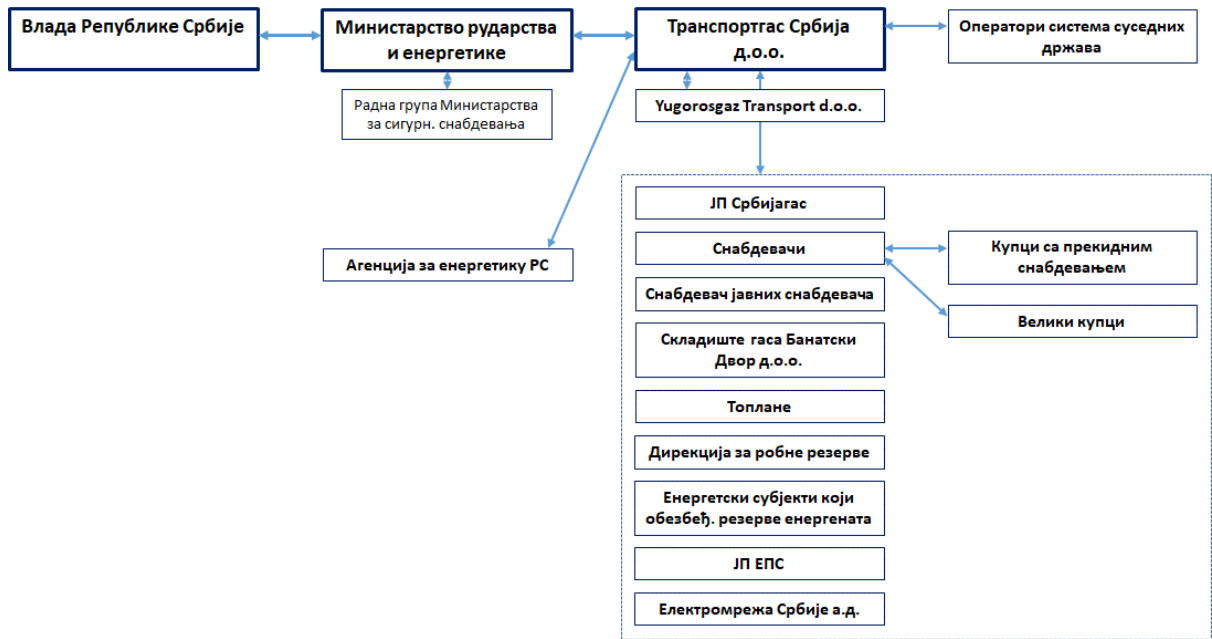 Влада Републике Србије
Министарство рударства
и енергетике
Транспортгас Србија
д.о.о.
Оператори система суседних
држава
Радна група Министарства
за сигурн. снабдевања
Yugorosgaz Transport d.o.o.
ЈП Србијагас
Снабдевачи
Купци са прекидним
снабдевањем
Агенција за енергетику РС
Снабдевач јавних снабдевача
Велики купци
Складиште гаса Банатски
Двор д.о.о.
Топлане
Дирекција за робне резерве
Енергетски субјекти који
обезбеђ. резерве енергената
ЈП ЕПС
Електромрежа Србије а.д.